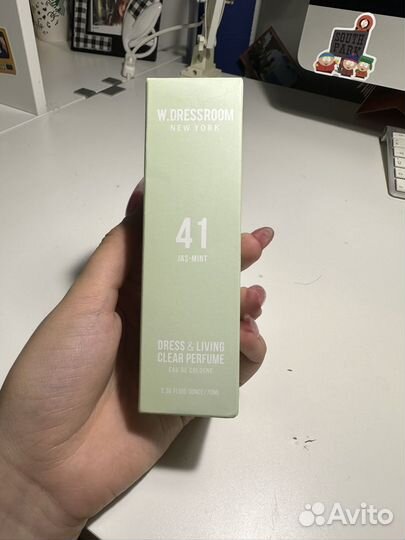 SOUTH
PARK
W.DRESSROOM
NEW YORK
41
JAS-MINT
DRESS & LIVING
CLEAR PERFUME
EAU DE COLOGNE
Avito